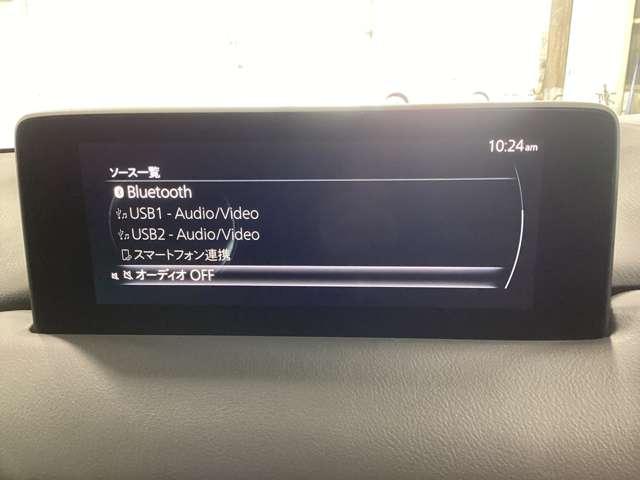 10:24am
ソース一覧
Bluetooth
USB1 - Audio/Video
USB2 - Audio/Video
スマートフォン連携
オーディオ OFF